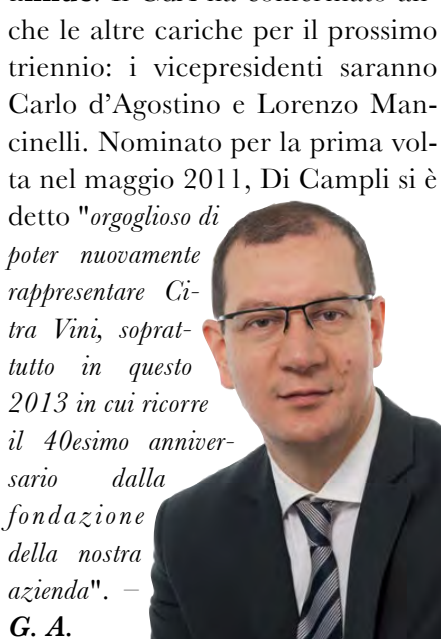 che le altre cariche per il prossimo
triennio: i vicepresidenti saranno
Carlo d'Agostino e Lorenzo Man-
cinelli. Nominato per la prima vol-
ta nel maggio 2011, Di Campli si è
detto "orgoglioso di
poter nuovamente
rappresentare Ci-
tra Vini, soprat-
tutto in questo
2013 in cui ricorre
il 40esimo anniver-
sario dalla
fondazione
della nostra
azienda". –
G. A.